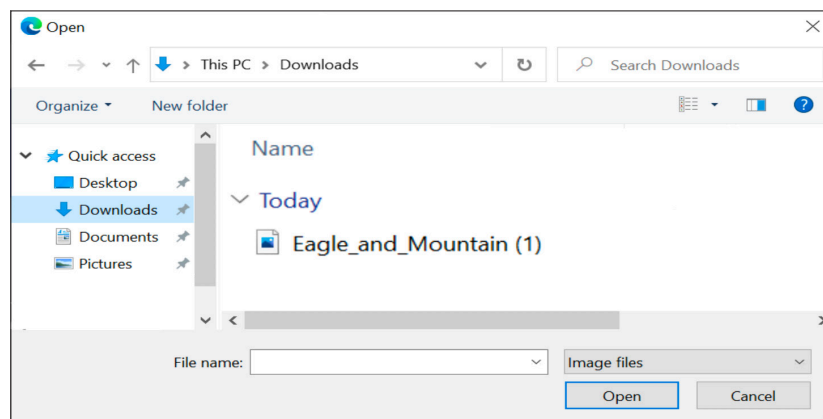 Open
This PC > Downloads
Search Downloads
Organize
New folder
Quick access
Desktop
Downloads
Documents
Pictures
Name
Today
Eagle_and_Mountain (1)
File name:
Image files
Open
Cancel